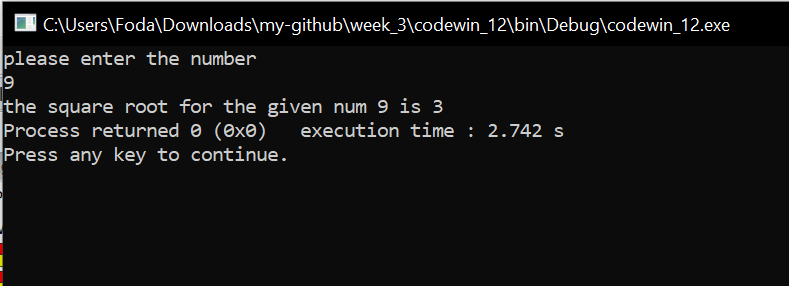 C:\Users\Foda\Downloads\my-github\week_3\codewin_12\bin\Debug\codewin_12.exe
please enter the number
9
the square root for the given num 9 is 3
Process returned 0 (0x0)   execution time : 2.742 s
Press any key to continue.